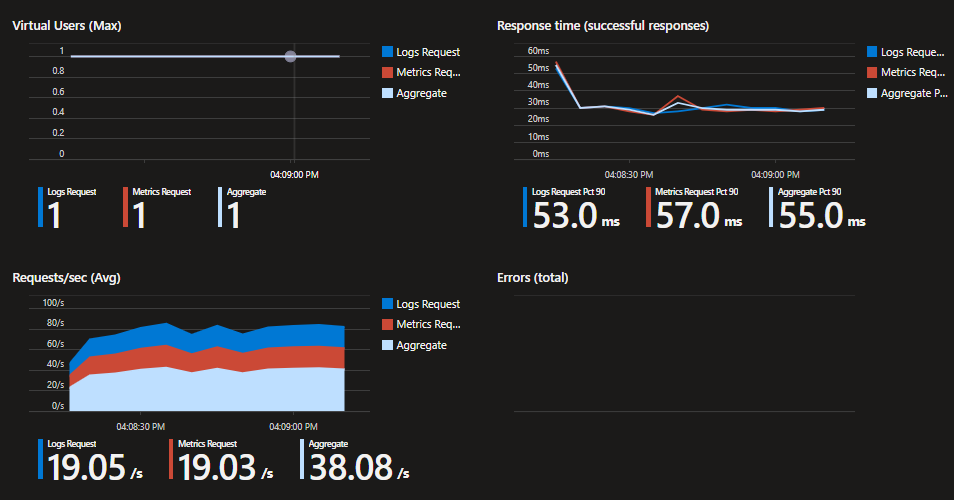 Virtual Users (Max)
1
0.8
0.6
0.4
0.2
0
04:09:00 PM
Logs Request
Metrics Req...
Aggregate
Logs Request
1
Metrics Request
1
Aggregate
1
Response time (successful responses)
60ms
50ms
40ms
30ms
20ms
10ms
0ms
04:08:30 PM
04:09:00 PM
Logs Reque...
Metrics Req...
Aggregate P...
Logs Request Pct 90
53.0 ms
Metrics Request Pct 90
57.0 ms
Aggregate Pct 90
55.0 ms
Requests/sec (Avg)
100/s
80/s
60/s
40/s
20/s
0/s
04:08:30 PM
04:09:00 PM
Logs Request
Metrics Req...
Aggregate
Logs Request
19.05 /s
Metrics Request
19.03 /s
Aggregate
38.08 /s
Errors (total)